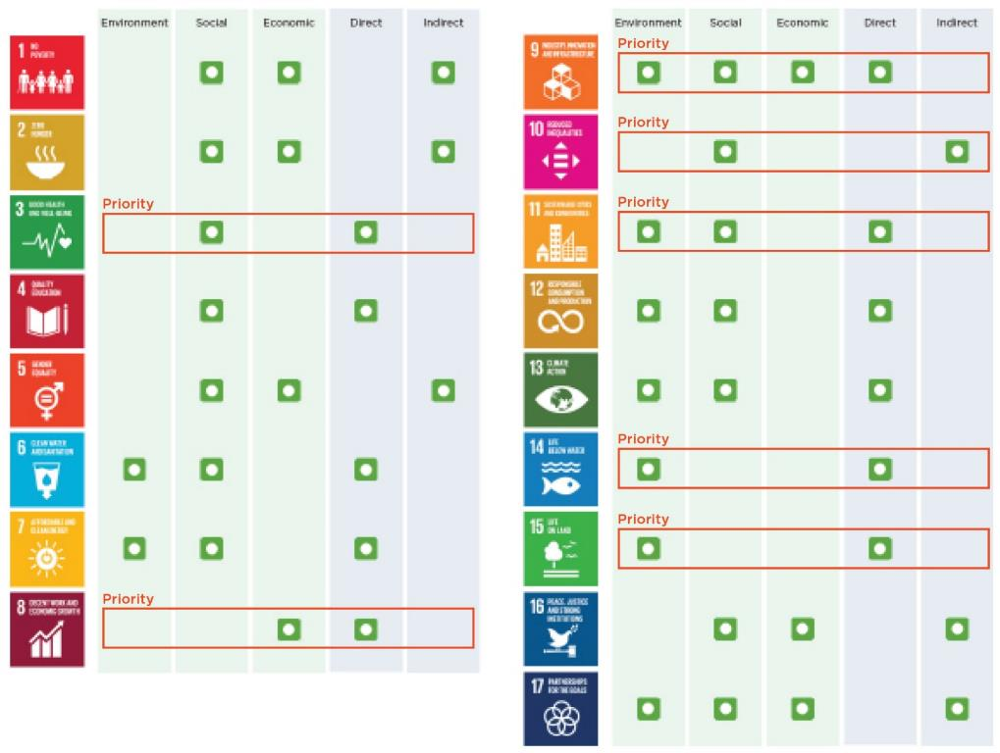 Environment Social Economic Direct Indirect
1 NO
POVERTY
2 ZERO
HUNGER
Priority
3 GOOD HEALTH
AND WELL-BEING
4 QUALITY
EDUCATION
5 GENDER
EQUALITY
6 CLEAN WATER
AND SANITATION
7 AFFORDABLE AND
CLEAN ENERGY
Priority
8 DECENT WORK AND
ECONOMIC GROWTH
Environment Social Economic Direct Indirect
Priority
9 INDUSTRY, INNOVATION
AND INFRASTRUCTURE
Priority
10 REDUCED
INEQUALITIES
Priority
11 SUSTAINABLE CITIES
AND COMMUNITIES
12 RESPONSIBLE
CONSUMPTION
AND PRODUCTION
13 CLIMATE
ACTION
Priority
14 LIFE
BELOW WATER
Priority
15 LIFE
ON LAND
16 PEACE, JUSTICE
AND STRONG
INSTITUTIONS
17 PARTNERSHIPS
FOR THE GOALS